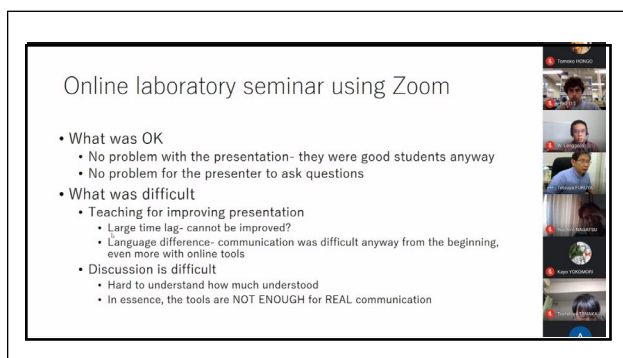 Online laboratory seminar using Zoom
• What was OK
• No problem with the presentation- they were good students anyway
• No problem for the presenter to ask questions
• What was difficult
• Teaching for improving presentation
• Large time lag- cannot be improved?
• Language difference- communication was difficult anyway from the beginning,
even more with online tools
• Discussion is difficult
• Hard to understand how much understood
• In essence, the tools are NOT ENOUGH for REAL communication
Tomoko HONGO
Tatsuya FURUYA
NAGATSU
Kayo YOKOMORI
TANAKA
A